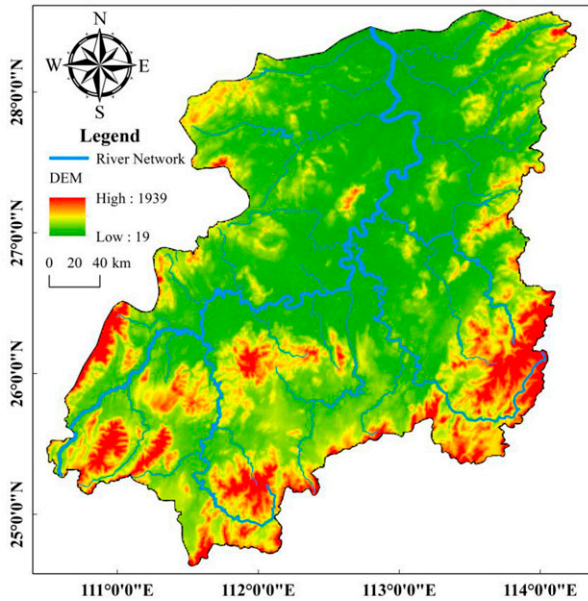 N
W E
S
Legend
River Network
DEM
High : 1939
Low : 19
0 20 40 km
28°0'0"N
27°0'0"N
26°0'0"N
25°0'0"N
111°0'0"E 112°0'0"E 113°0'0"E 114°0'0"E